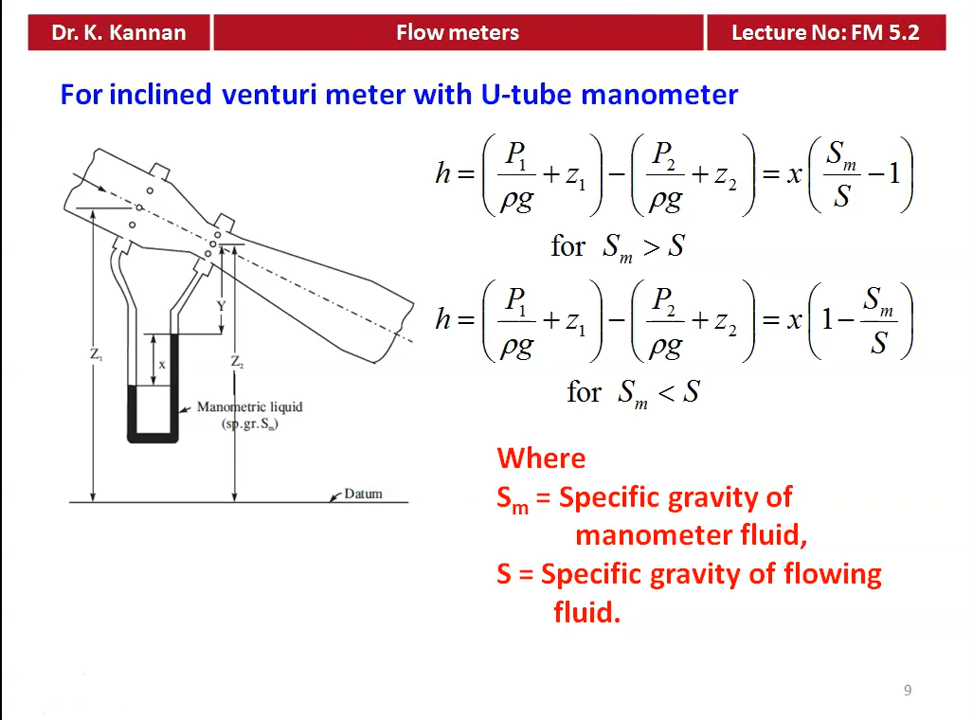 Dr. K. Kannan
Flow meters
Lecture No: FM 5.2
For inclined venturi meter with U-tube manometer
h = (P₁/ρg + z₁) − (P₂/ρg + z₂) = x(Sₘ/S − 1)
for Sₘ > S
h = (P₁/ρg + z₁) − (P₂/ρg + z₂) = x(1 − Sₘ/S)
for Sₘ < S
Y
Z₁
x
Z₂
Manometric liquid
(sp.gr.Sₘ)
Datum
Where
Sₘ = Specific gravity of
manometer fluid,
S = Specific gravity of flowing
fluid.
9